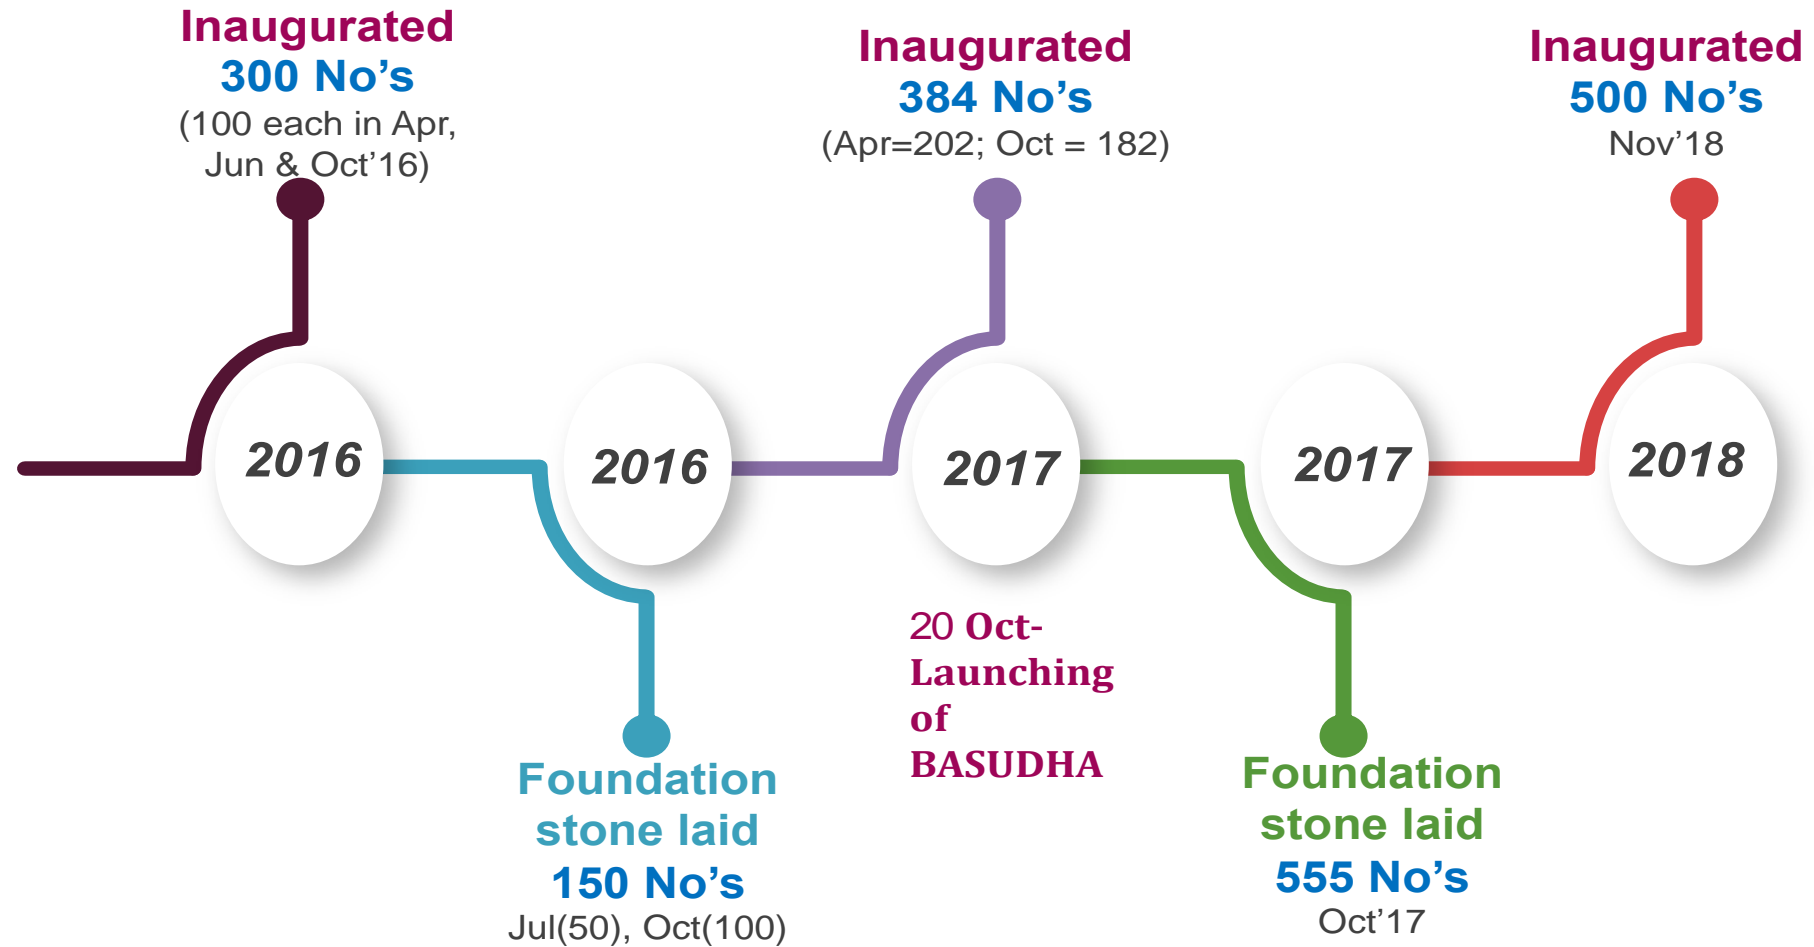 Inaugurated
300 No’s
(100 each in Apr,
Jun & Oct’16)
Inaugurated
384 No’s
(Apr=202; Oct = 182)
Inaugurated
500 No’s
Nov’18
2016
2016
2017
2017
2018
20 Oct-
Launching
of
BASUDHA
Foundation
stone laid
150 No’s
Jul(50), Oct(100)
Foundation
stone laid
555 No’s
Oct’17